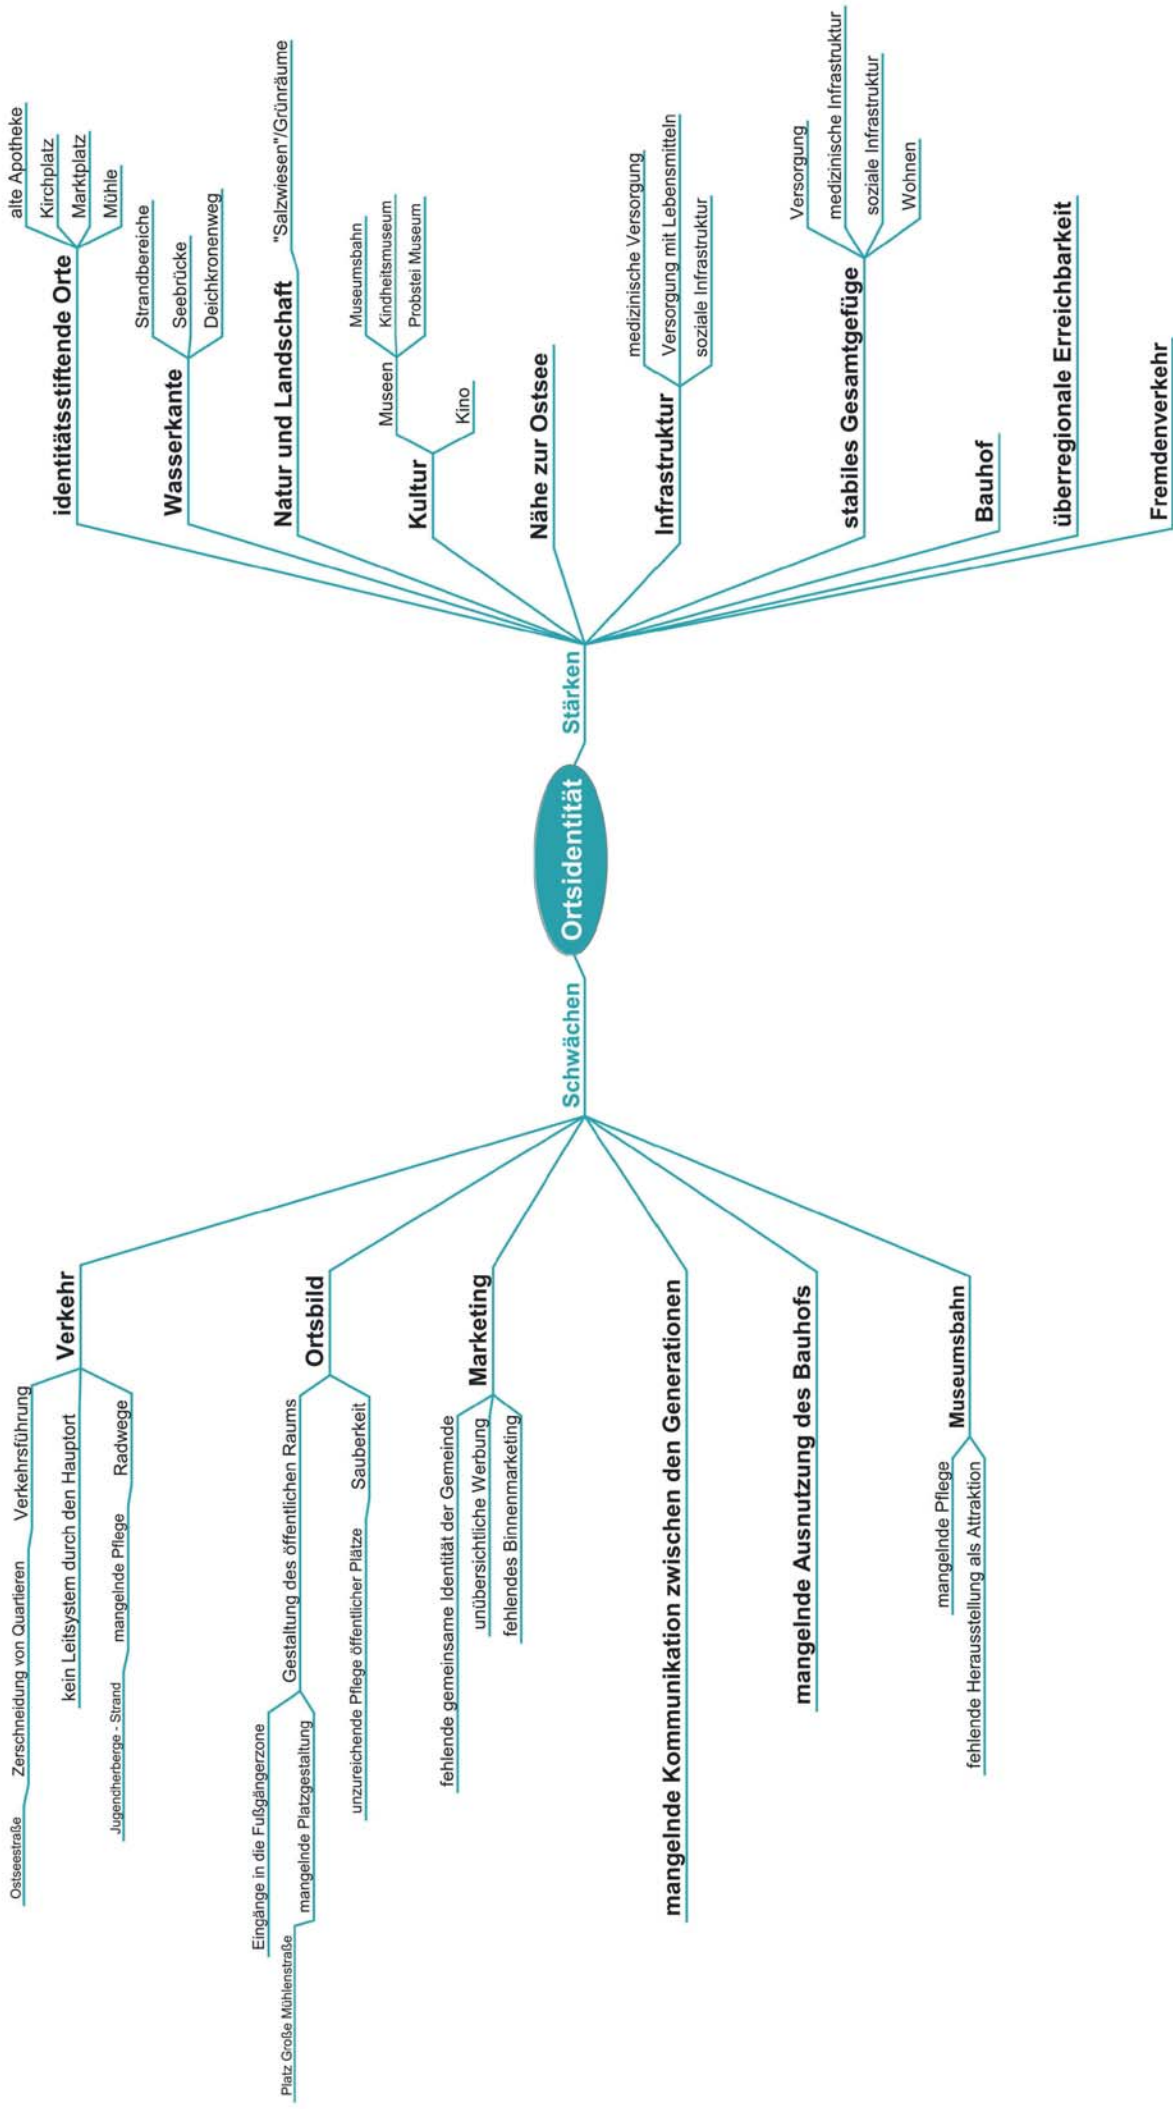 Ortsidentität
Stärken
identitätsstiftende Orte
alte Apotheke
Kirchplatz
Marktplatz
Mühle
Wasserkante
Strandbereiche
Seebrücke
Deichkronenweg
Natur und Landschaft
"Salzwiesen"/Grünräume
Kultur
Museen
Museumsbahn
Kindheitsmuseum
Probstei Museum
Kino
Nähe zur Ostsee
Infrastruktur
medizinische Versorgung
Versorgung mit Lebensmitteln
soziale Infrastruktur
stabiles Gesamtgefüge
Versorgung
medizinische Infrastruktur
soziale Infrastruktur
Wohnen
Bauhof
überregionale Erreichbarkeit
Fremdenverkehr
Schwächen
Verkehr
Verkehrsführung
Zerschneidung von Quartieren
Ostseestraße
kein Leitsystem durch den Hauptort
Radwege
mangelnde Pflege
Jugendherberge - Strand
Ortsbild
Gestaltung des öffentlichen Raums
Eingänge in die Fußgängerzone
mangelnde Platzgestaltung
Platz Große Mühlenstraße
Sauberkeit
unzureichende Pflege öffentlicher Plätze
Marketing
fehlende gemeinsame Identität der Gemeinde
unübersichtliche Werbung
fehlendes Binnenmarketing
mangelnde Kommunikation zwischen den Generationen
mangelnde Ausnutzung des Bauhofs
Museumsbahn
mangelnde Pflege
fehlende Herausstellung als Attraktion